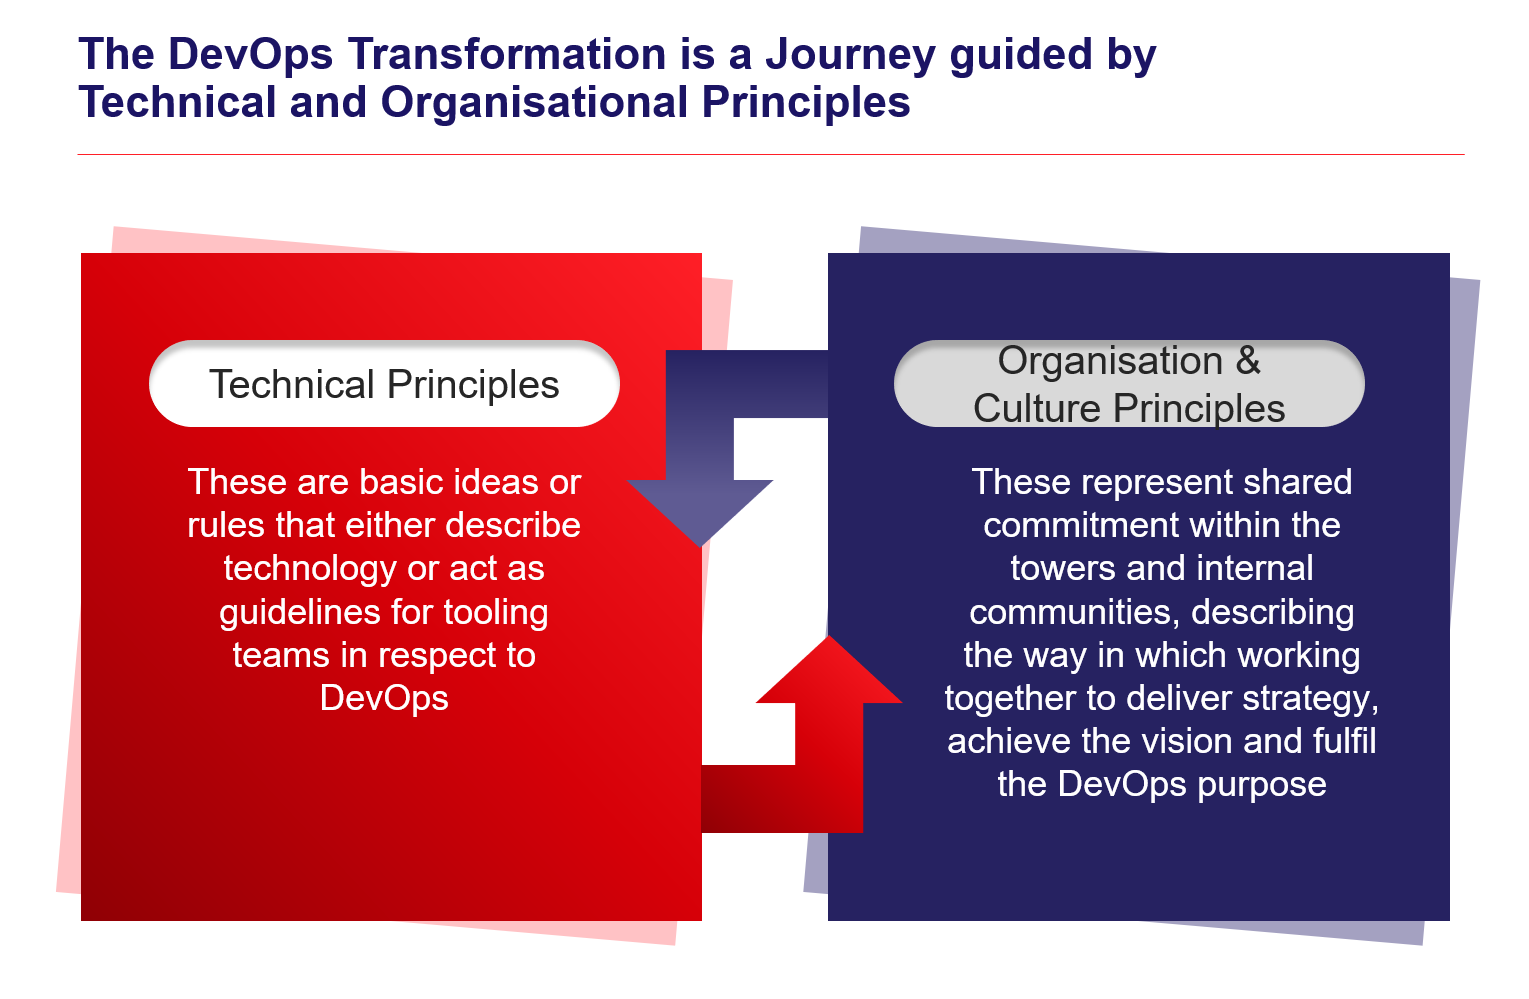 The DevOps Transformation is a Journey guided by
Technical and Organisational Principles
Technical Principles
These are basic ideas or
rules that either describe
technology or act as
guidelines for tooling
teams in respect to
DevOps
Organisation &
Culture Principles
These represent shared
commitment within the
towers and internal
communities, describing
the way in which working
together to deliver strategy,
achieve the vision and fulfil
the DevOps purpose